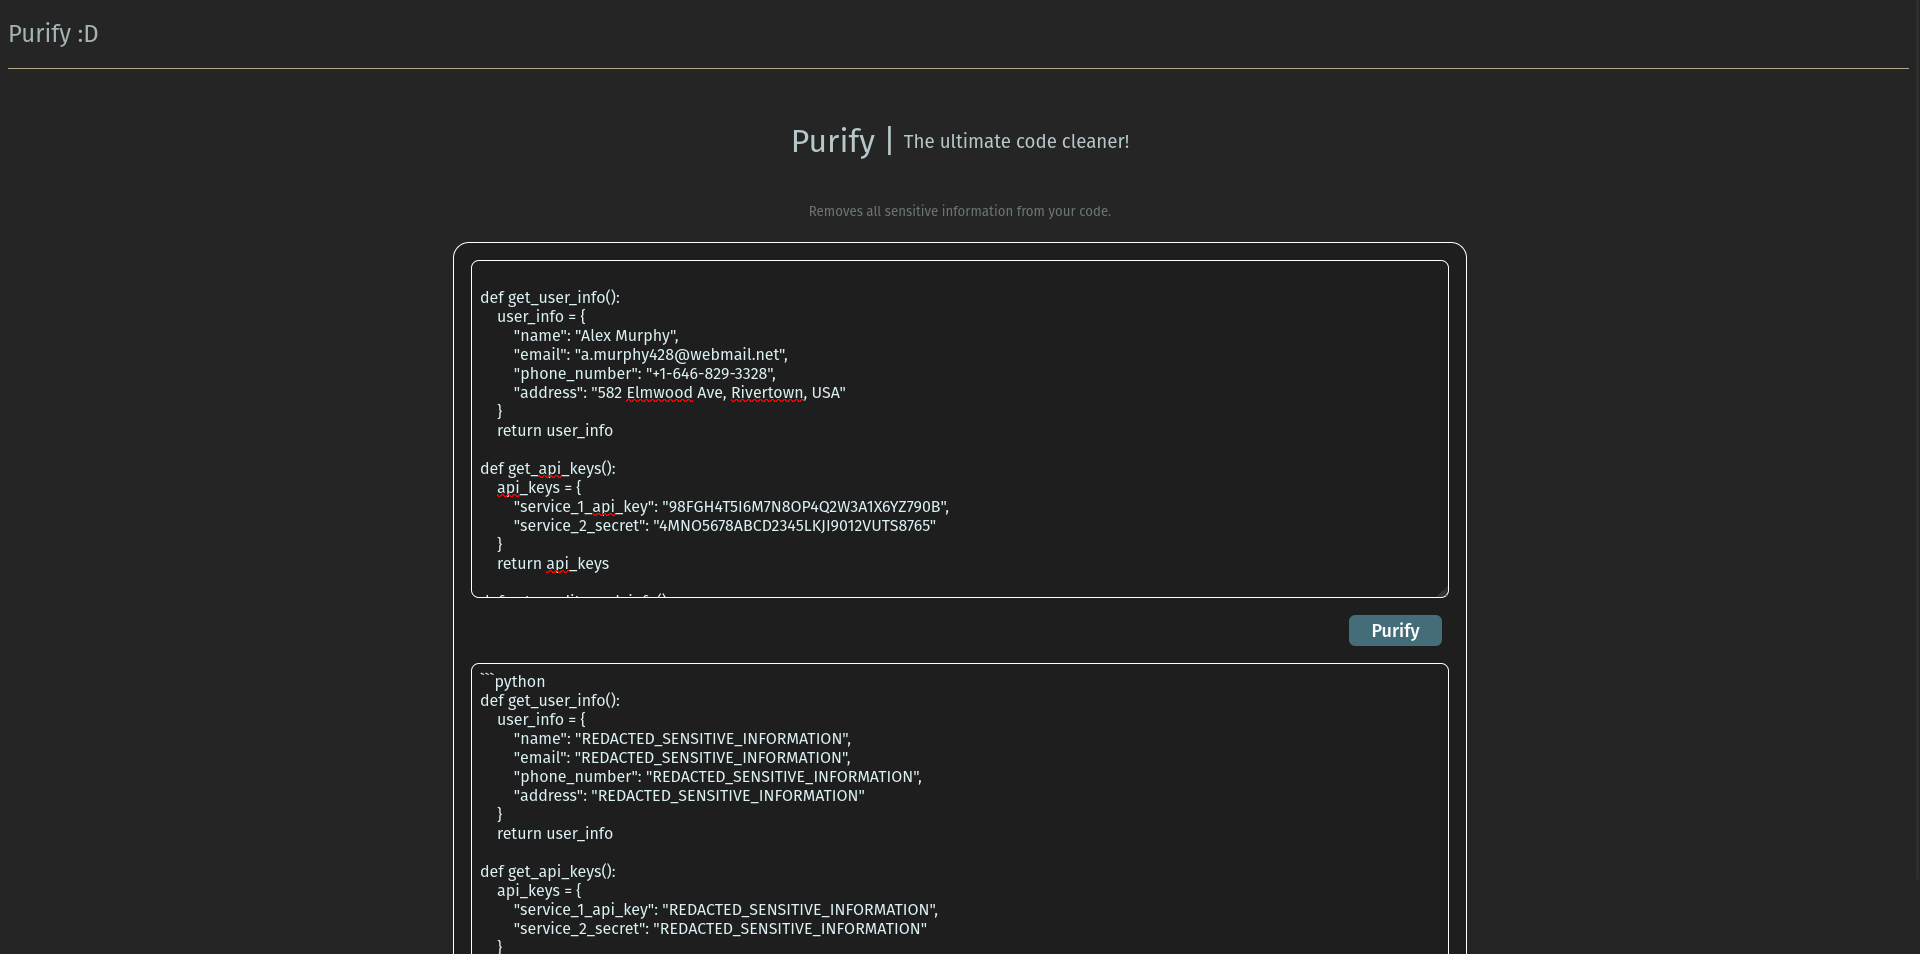 Purify :D
Purify | The ultimate code cleaner!
Removes all sensitive information from your code.
def get_user_info():
    user_info = {
        "name": "Alex Murphy",
        "email": "a.murphy428@webmail.net",
        "phone_number": "+1-646-829-3328",
        "address": "582 Elmwood Ave, Rivertown, USA"
    }
    return user_info
def get_api_keys():
    api_keys = {
        "service_1_api_key": "98FGH4T5I6M7N8OP4Q2W3A1X6YZ790B",
        "service_2_secret": "4MNO5678ABCD2345LKJI9012VUTS8765"
    }
    return api_keys
Purify
```python
def get_user_info():
    user_info = {
        "name": "REDACTED_SENSITIVE_INFORMATION",
        "email": "REDACTED_SENSITIVE_INFORMATION",
        "phone_number": "REDACTED_SENSITIVE_INFORMATION",
        "address": "REDACTED_SENSITIVE_INFORMATION"
    }
    return user_info
def get_api_keys():
    api_keys = {
        "service_1_api_key": "REDACTED_SENSITIVE_INFORMATION",
        "service_2_secret": "REDACTED_SENSITIVE_INFORMATION"
    }